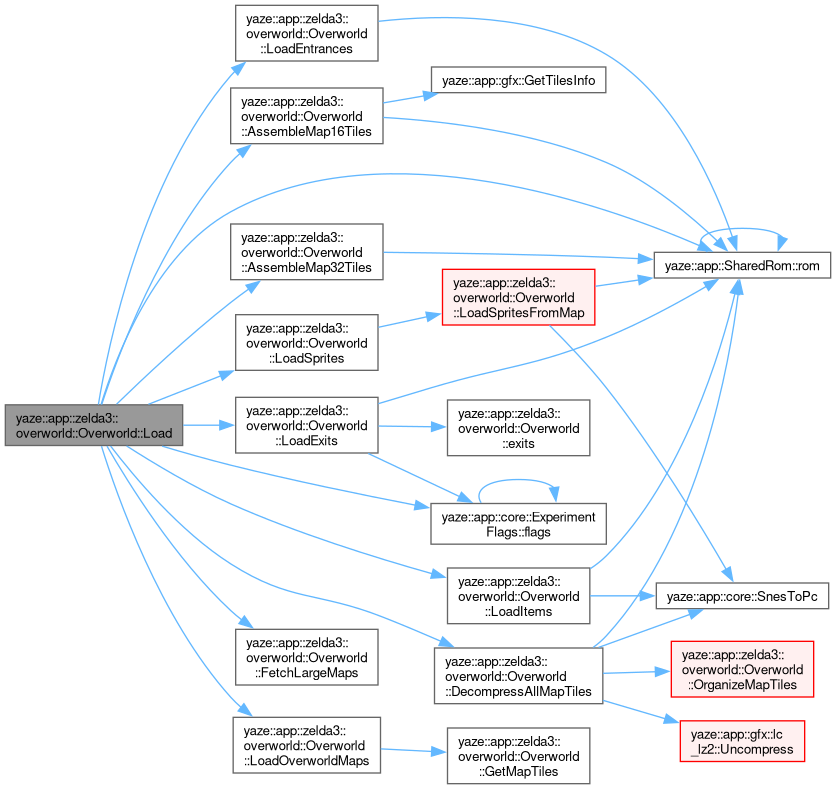 yaze::app::zelda3::
overworld::Overworld
::LoadEntrances
yaze::app::gfx::GetTilesInfo
yaze::app::zelda3::
overworld::Overworld
::AssembleMap16Tiles
yaze::app::zelda3::
overworld::Overworld
::AssembleMap32Tiles
yaze::app::SharedRom::rom
yaze::app::zelda3::
overworld::Overworld
::LoadSpritesFromMap
yaze::app::zelda3::
overworld::Overworld
::LoadSprites
yaze::app::zelda3::
overworld::Overworld::Load
yaze::app::zelda3::
overworld::Overworld
::LoadExits
yaze::app::zelda3::
overworld::Overworld
::exits
yaze::app::core::Experiment
Flags::flags
yaze::app::zelda3::
overworld::Overworld
::LoadItems
yaze::app::core::SnesToPc
yaze::app::zelda3::
overworld::Overworld
::FetchLargeMaps
yaze::app::zelda3::
overworld::Overworld
::DecompressAllMapTiles
yaze::app::zelda3::
overworld::Overworld
::OrganizeMapTiles
yaze::app::gfx::lc
_lz2::Uncompress
yaze::app::zelda3::
overworld::Overworld
::LoadOverworldMaps
yaze::app::zelda3::
overworld::Overworld
::GetMapTiles